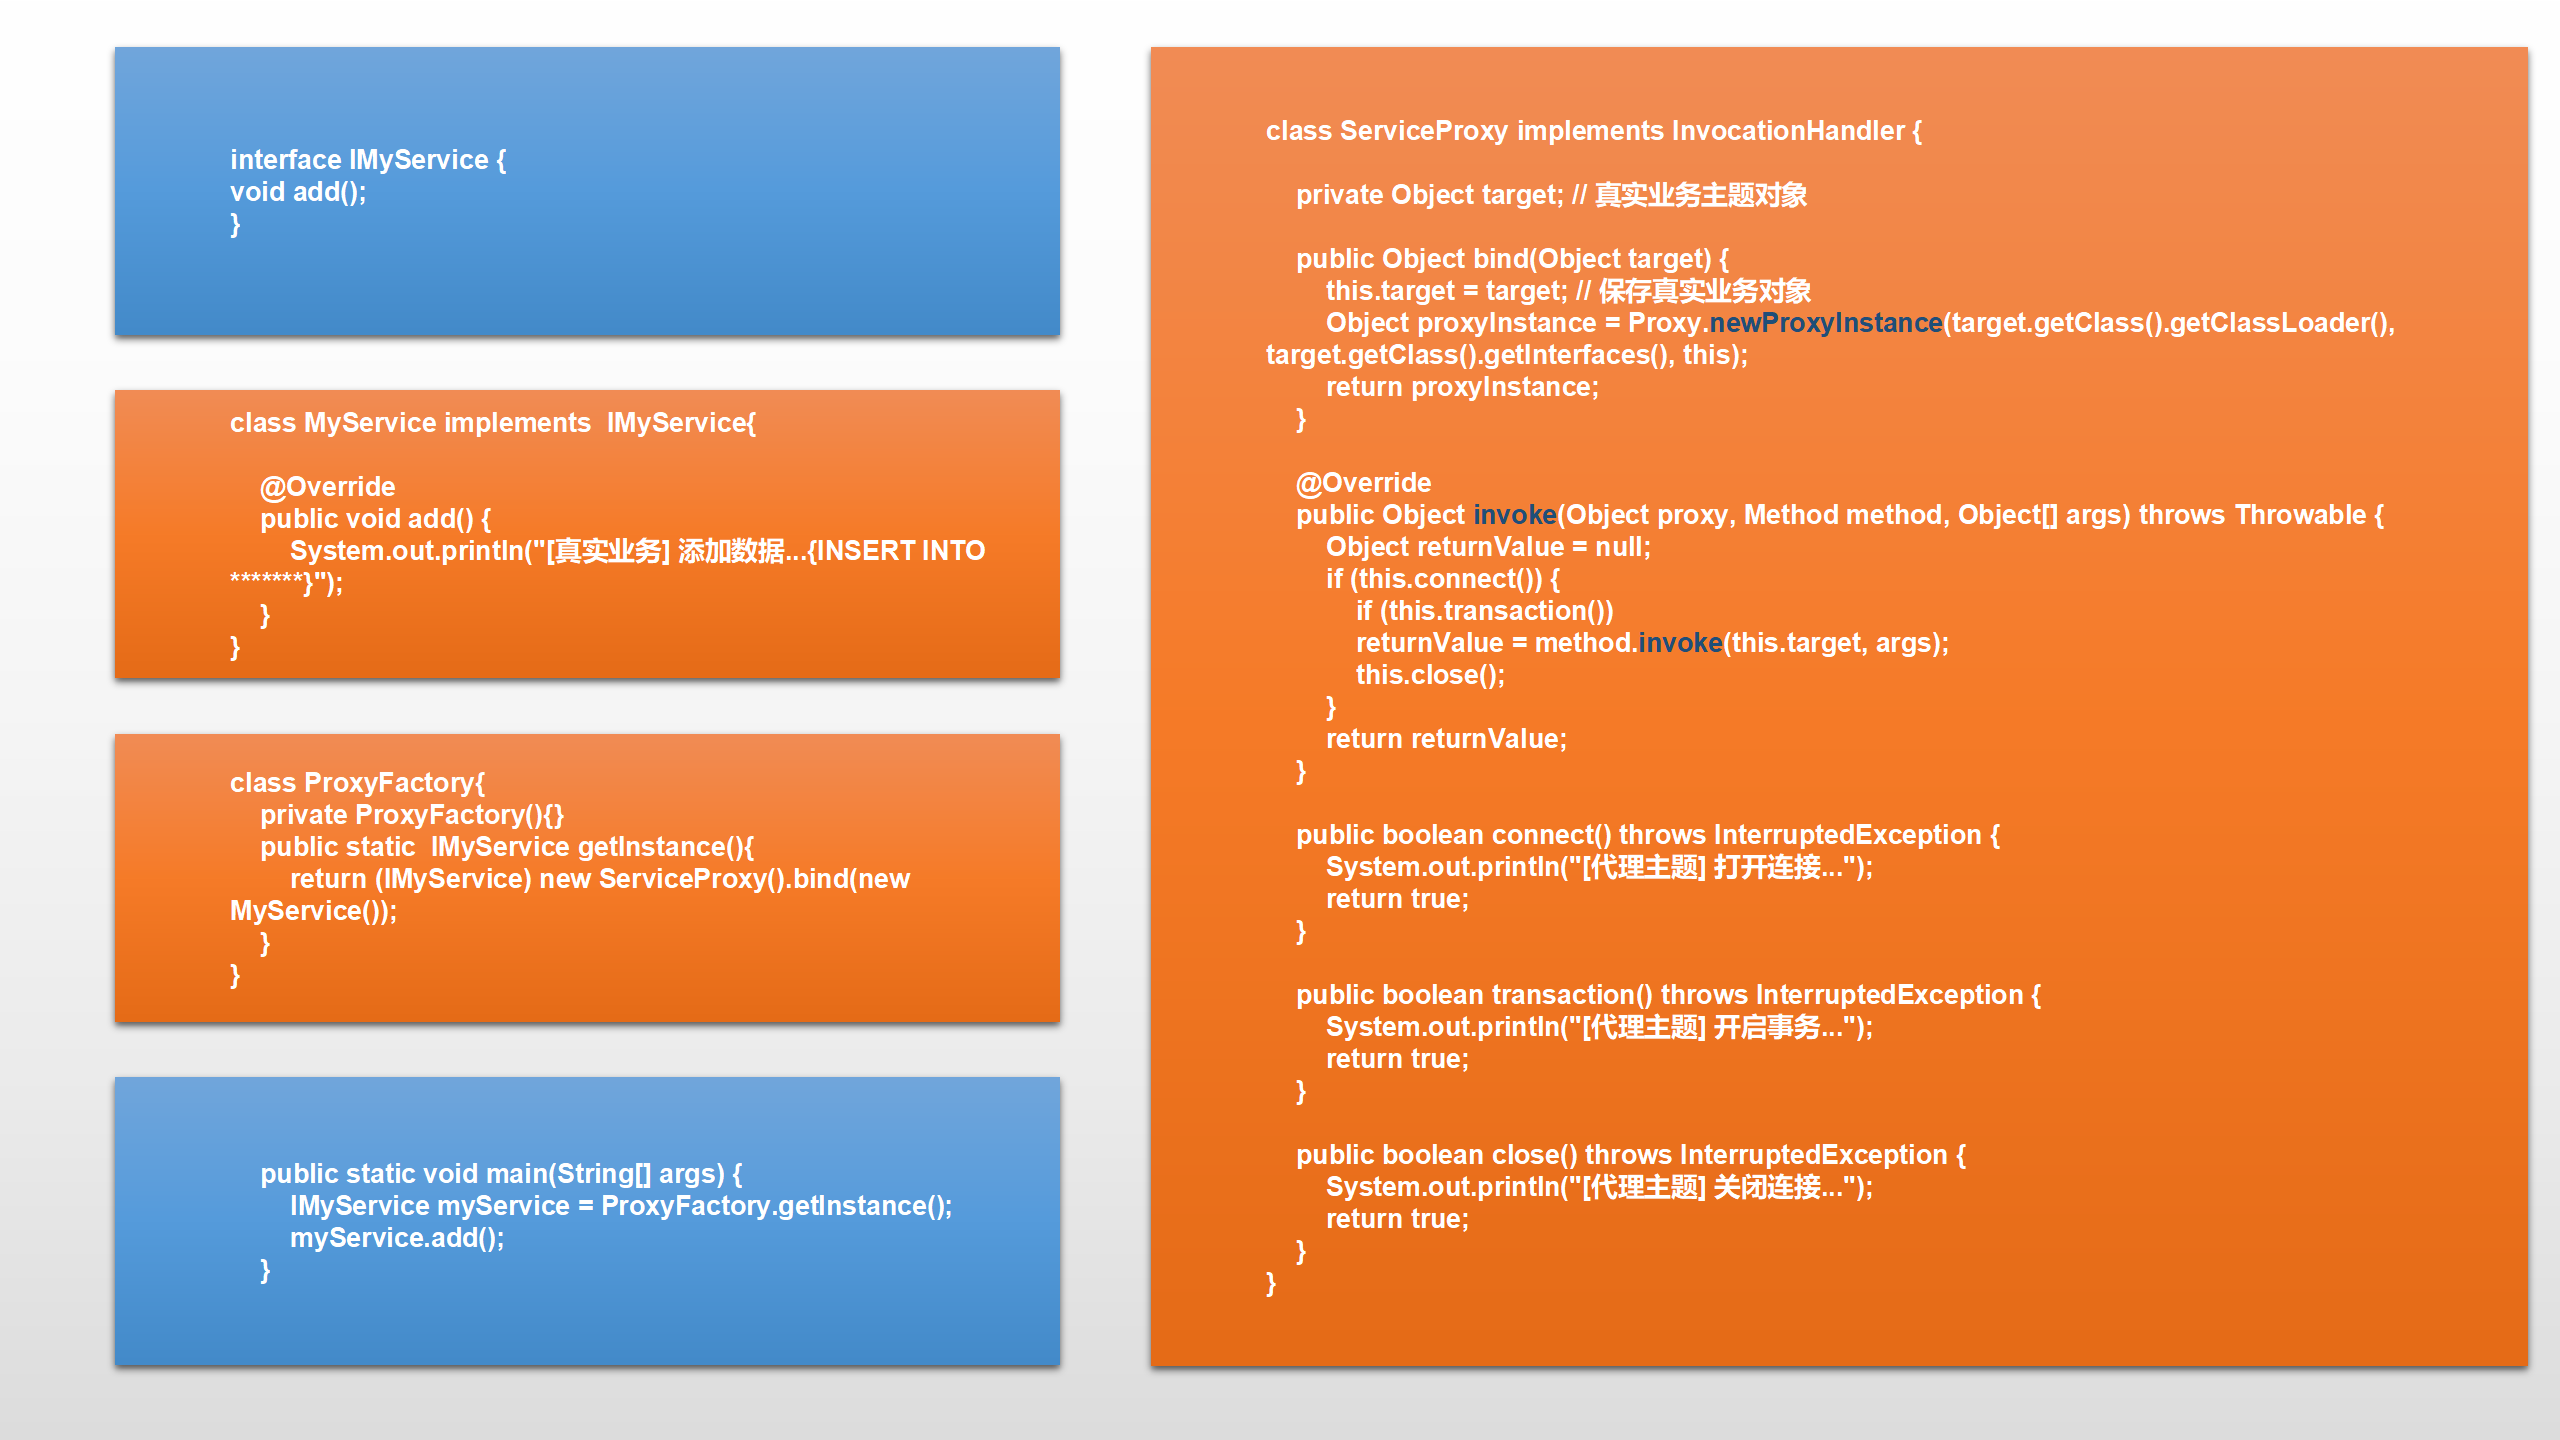 interface IMyService {
void add();
}
class MyService implements  IMyService{
@Override
public void add() {
System.out.println("[真实业务] 添加数据...{INSERT INTO
*******}");
}
}
class ProxyFactory{
private ProxyFactory(){}
public static  IMyService getInstance(){
return (IMyService) new ServiceProxy().bind(new
MyService());
}
}
public static void main(String[] args) {
IMyService myService = ProxyFactory.getInstance();
myService.add();
}
class ServiceProxy implements InvocationHandler {
private Object target; // 真实业务主题对象
public Object bind(Object target) {
this.target = target; // 保存真实业务对象
Object proxyInstance = Proxy.newProxyInstance(target.getClass().getClassLoader(),
target.getClass().getInterfaces(), this);
return proxyInstance;
}
@Override
public Object invoke(Object proxy, Method method, Object[] args) throws Throwable {
Object returnValue = null;
if (this.connect()) {
if (this.transaction())
returnValue = method.invoke(this.target, args);
this.close();
}
return returnValue;
}
public boolean connect() throws InterruptedException {
System.out.println("[代理主题] 打开连接...");
return true;
}
public boolean transaction() throws InterruptedException {
System.out.println("[代理主题] 开启事务...");
return true;
}
public boolean close() throws InterruptedException {
System.out.println("[代理主题] 关闭连接...");
return true;
}
}